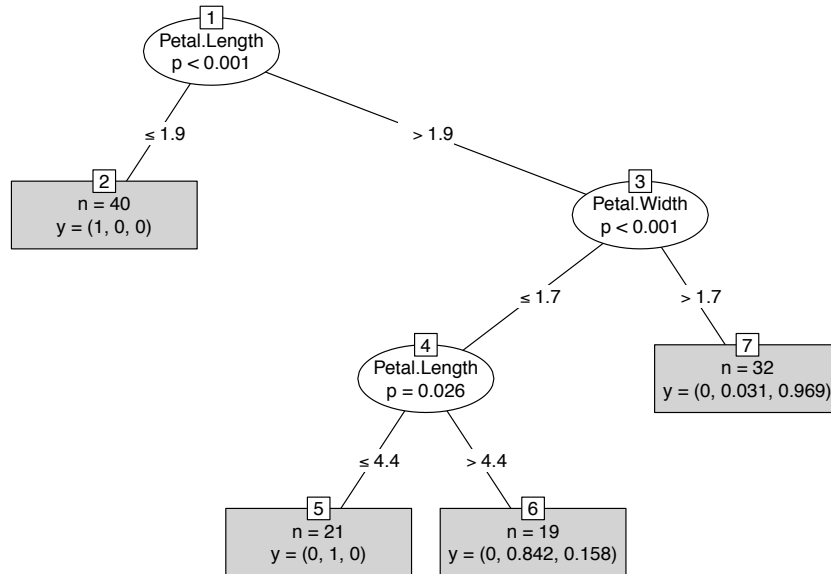 1
Petal.Length
p < 0.001
≤ 1.9
> 1.9
2
n = 40
y = (1, 0, 0)
3
Petal.Width
p < 0.001
≤ 1.7
> 1.7
4
Petal.Length
p = 0.026
7
n = 32
y = (0, 0.031, 0.969)
≤ 4.4
> 4.4
5
n = 21
y = (0, 1, 0)
6
n = 19
y = (0, 0.842, 0.158)